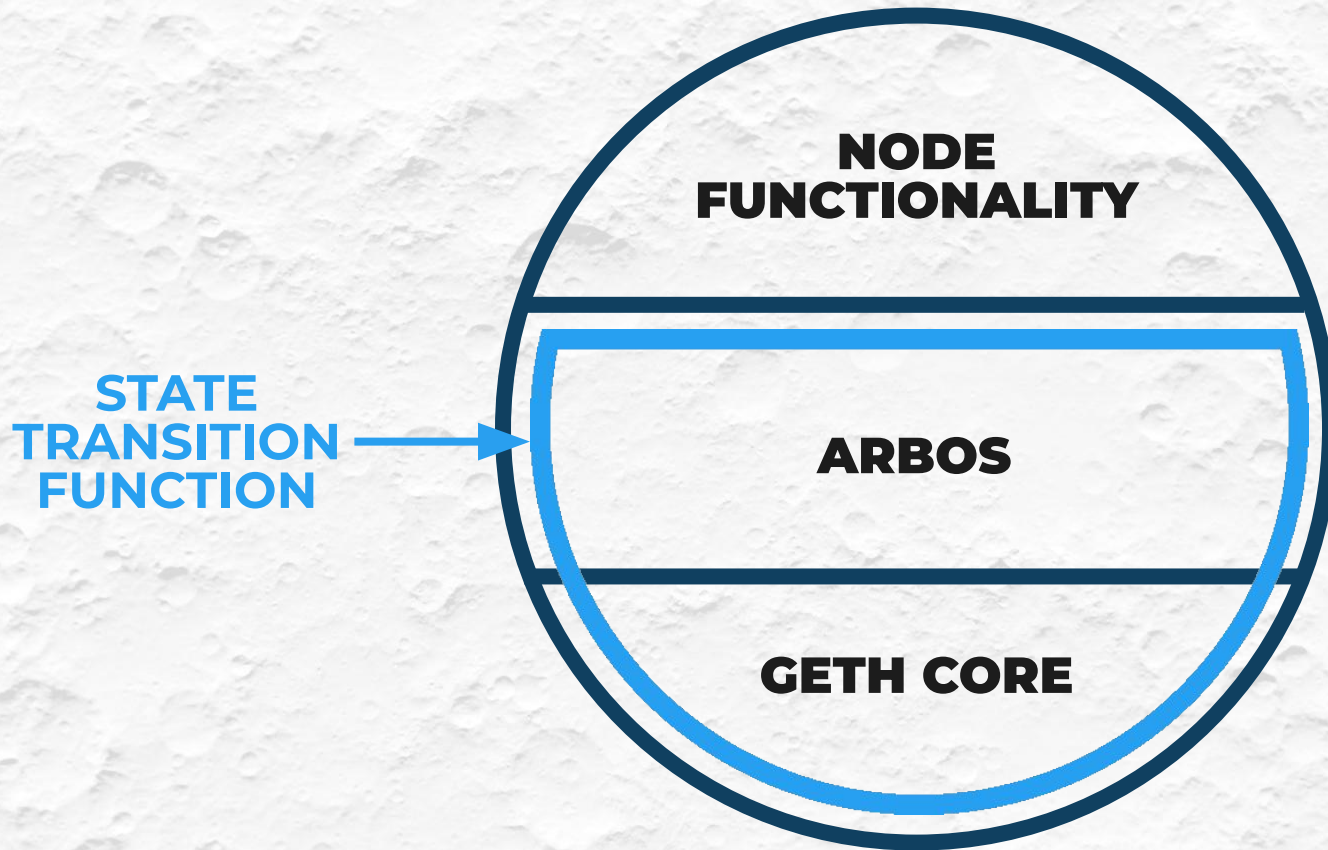 NODE
FUNCTIONALITY
STATE
TRANSITION
FUNCTION
ARBOS
GETH CORE